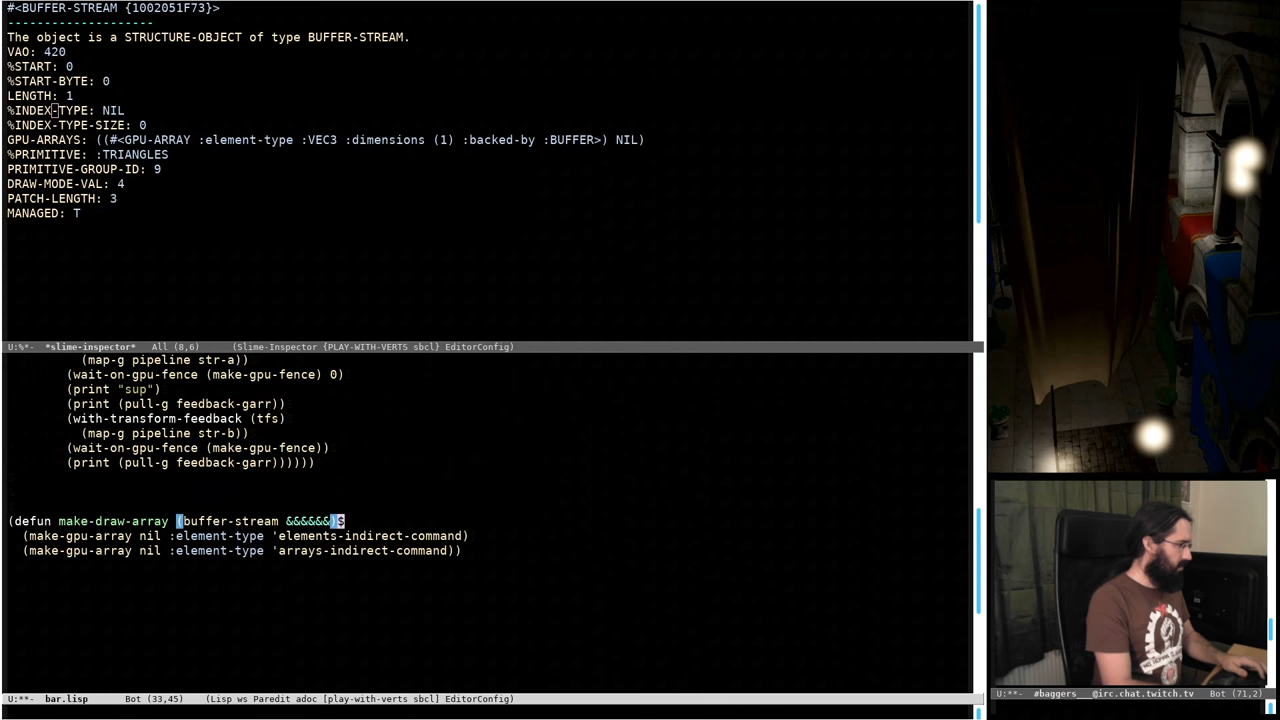 #<BUFFER-STREAM {1002051F73}>
--------------------
The object is a STRUCTURE-OBJECT of type BUFFER-STREAM.
VAO: 420
%START: 0
%START-BYTE: 0
LENGTH: 1
%INDEX-TYPE: NIL
%INDEX-TYPE-SIZE: 0
GPU-ARRAYS: ((#<GPU-ARRAY :element-type :VEC3 :dimensions (1) :backed-by :BUFFER>) NIL)
%PRIMITIVE: :TRIANGLES
PRIMITIVE-GROUP-ID: 9
DRAW-MODE-VAL: 4
PATCH-LENGTH: 3
MANAGED: T
U:%*-  *slime-inspector*   All (8,6)      (Slime-Inspector {PLAY-WITH-VERTS sbcl} EditorConfig)
(map-g pipeline str-a))
(wait-on-gpu-fence (make-gpu-fence) 0)
(print "sup")
(print (pull-g feedback-garr))
(with-transform-feedback (tfs)
(map-g pipeline str-b))
(wait-on-gpu-fence (make-gpu-fence))
(print (pull-g feedback-garr))))))
(defun make-draw-array (buffer-stream &&&&&&)$
(make-gpu-array nil :element-type 'elements-indirect-command)
(make-gpu-array nil :element-type 'arrays-indirect-command))
U:**-  bar.lisp       Bot (33,45)    (Lisp ws Paredit adoc [play-with-verts sbcl] EditorConfig)
U:**-  #baggers___@irc.chat.twitch.tv   Bot (71,2)